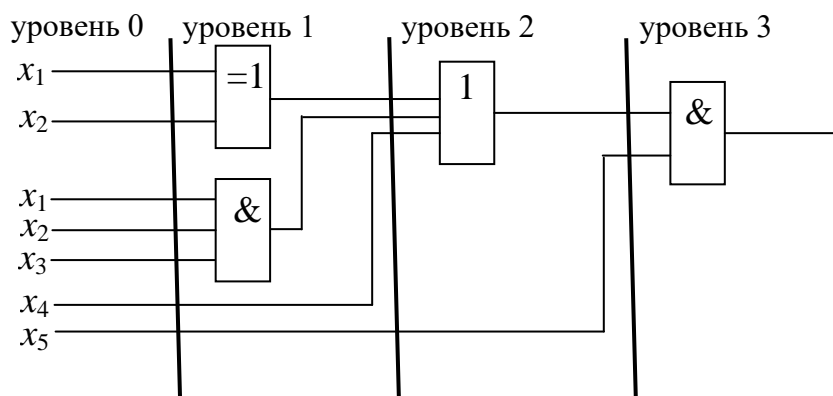 уровень 0 уровень 1 уровень 2 уровень 3
x₁
=1
1
x₂
&
x₁
&
x₂
x₃
x₄
x₅